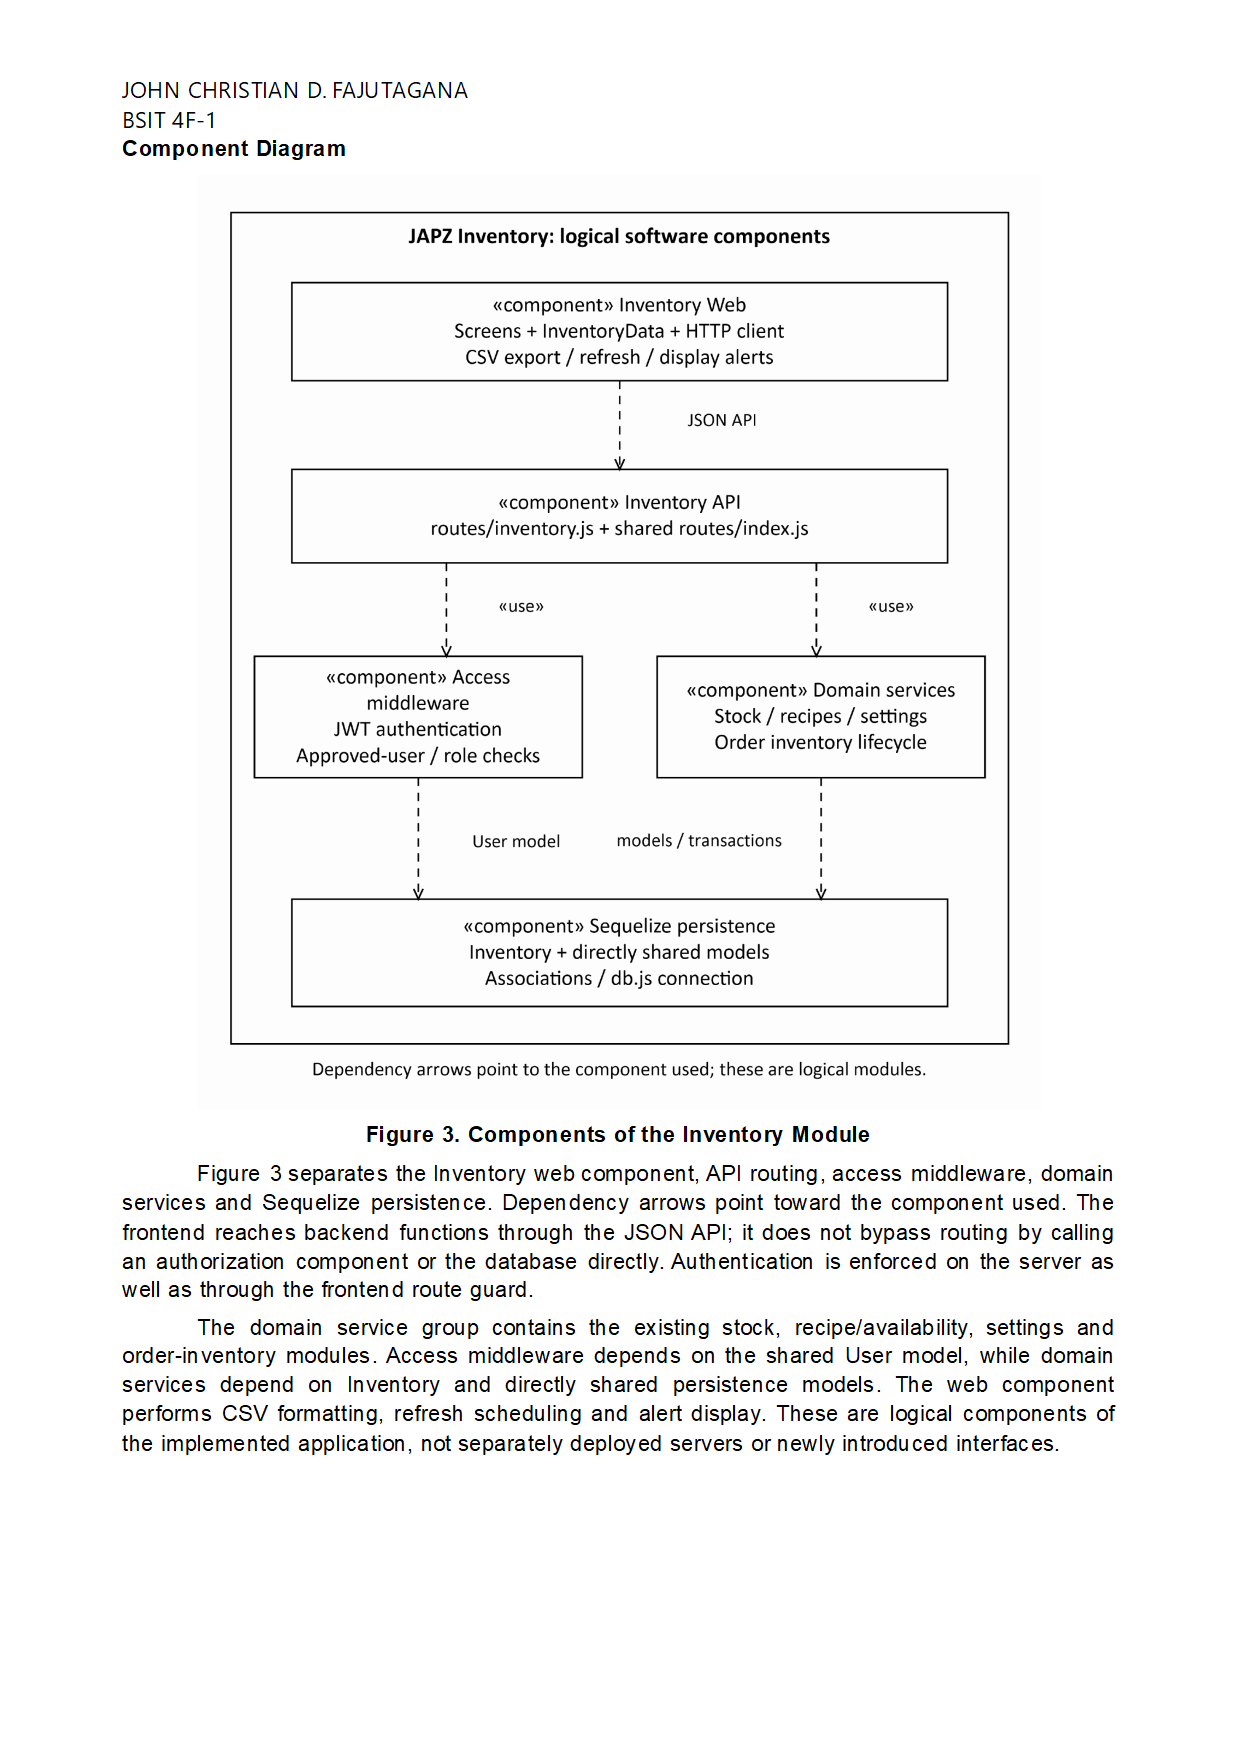 JOHN CHRISTIAN D. FAJUTAGANA
BSIT 4F-1
Component Diagram
JAPZ Inventory: logical software components
«component» Inventory Web
Screens + InventoryData + HTTP client
CSV export / refresh / display alerts
JSON API
«component» Inventory API
routes/inventory.js + shared routes/index.js
«use»
«use»
«component» Access
middleware
JWT authentication
Approved-user / role checks
«component» Domain services
Stock / recipes / settings
Order inventory lifecycle
User model
models / transactions
«component» Sequelize persistence
Inventory + directly shared models
Associations / db.js connection
Dependency arrows point to the component used; these are logical modules.
Figure 3. Components of the Inventory Module
Figure 3 separates the Inventory web component, API routing, access middleware, domain
services and Sequelize persistence. Dependency arrows point toward the component used. The
frontend reaches backend functions through the JSON API; it does not bypass routing by calling
an authorization component or the database directly. Authentication is enforced on the server as
well as through the frontend route guard.
The domain service group contains the existing stock, recipe/availability, settings and
order-inventory modules. Access middleware depends on the shared User model, while domain
services depend on Inventory and directly shared persistence models. The web component
performs CSV formatting, refresh scheduling and alert display. These are logical components of
the implemented application, not separately deployed servers or newly introduced interfaces.